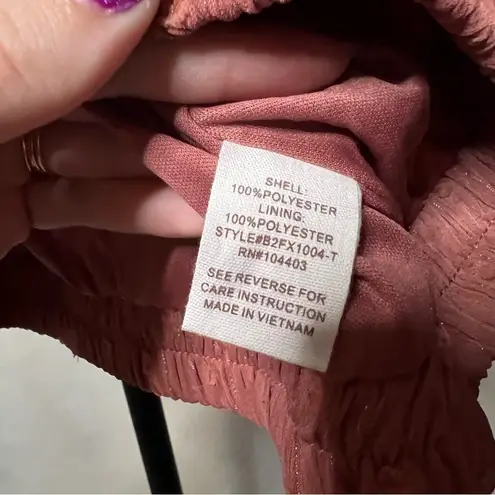 SHELL:
100%POLYESTER
LINING:
100%POLYESTER
STYLE#B2FX1004-T
RN#104403
SEE REVERSE FOR
CARE INSTRUCTION
MADE IN VIETNAM